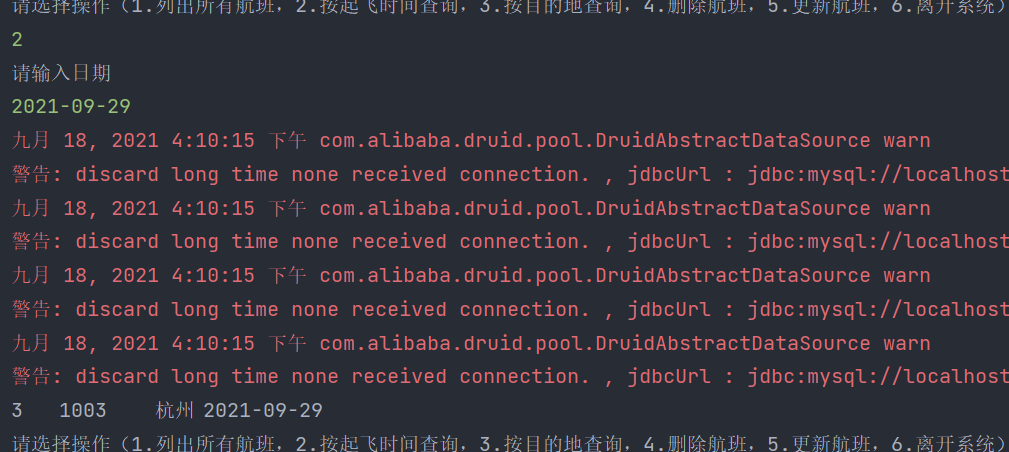 请选择操作（1.列出所有航班，2.按起飞时间查询，3.按目的地查询，4.删除航班，5.更新航班，6.离开系统）
2
请输入日期
2021-09-29
九月 18, 2021 4:10:15 下午 com.alibaba.druid.pool.DruidAbstractDataSource warn
警告: discard long time none received connection. , jdbcUrl : jdbc:mysql://localhost
九月 18, 2021 4:10:15 下午 com.alibaba.druid.pool.DruidAbstractDataSource warn
警告: discard long time none received connection. , jdbcUrl : jdbc:mysql://localhost
九月 18, 2021 4:10:15 下午 com.alibaba.druid.pool.DruidAbstractDataSource warn
警告: discard long time none received connection. , jdbcUrl : jdbc:mysql://localhost
九月 18, 2021 4:10:15 下午 com.alibaba.druid.pool.DruidAbstractDataSource warn
警告: discard long time none received connection. , jdbcUrl : jdbc:mysql://localhost
3 1003 杭州 2021-09-29
请选择操作（1.列出所有航班，2.按起飞时间查询，3.按目的地查询，4.删除航班，5.更新航班，6.离开系统）